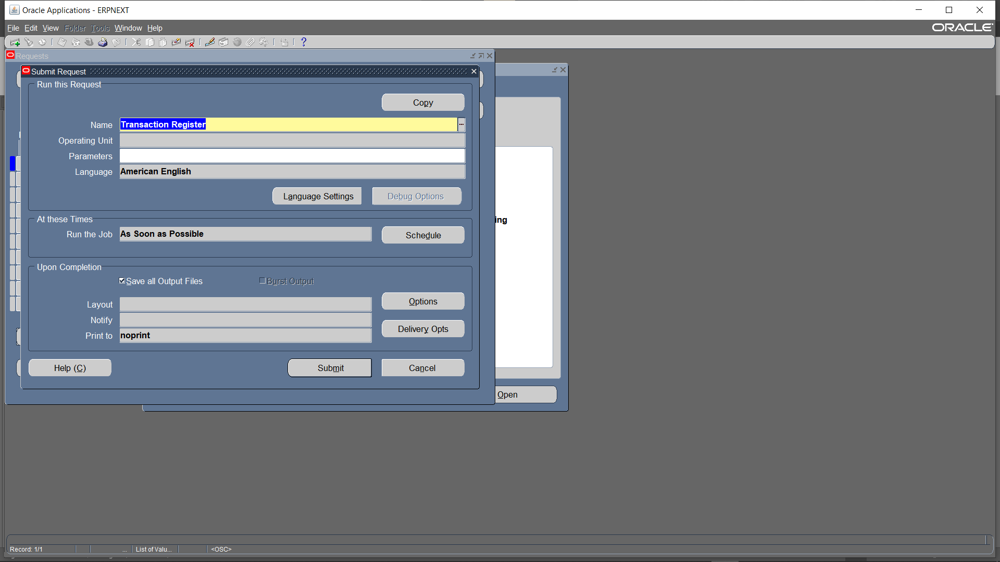 Oracle Applications - ERPNEXT
File Edit View Folder Tools Window Help
ORACLE
Requests
Submit Request
Run this Request
Copy
Name Transaction Register
Operating Unit
Parameters
Language American English
Language Settings Debug Options
At these Times
ing
Run the Job As Soon as Possible Schedule
Upon Completion
Save all Output Files Burst Output
Layout Options
Notify
Print to noprint Delivery Opts
Help (C) Submit Cancel
Open
Record: 1/1 ... List of Valu... <OSC>